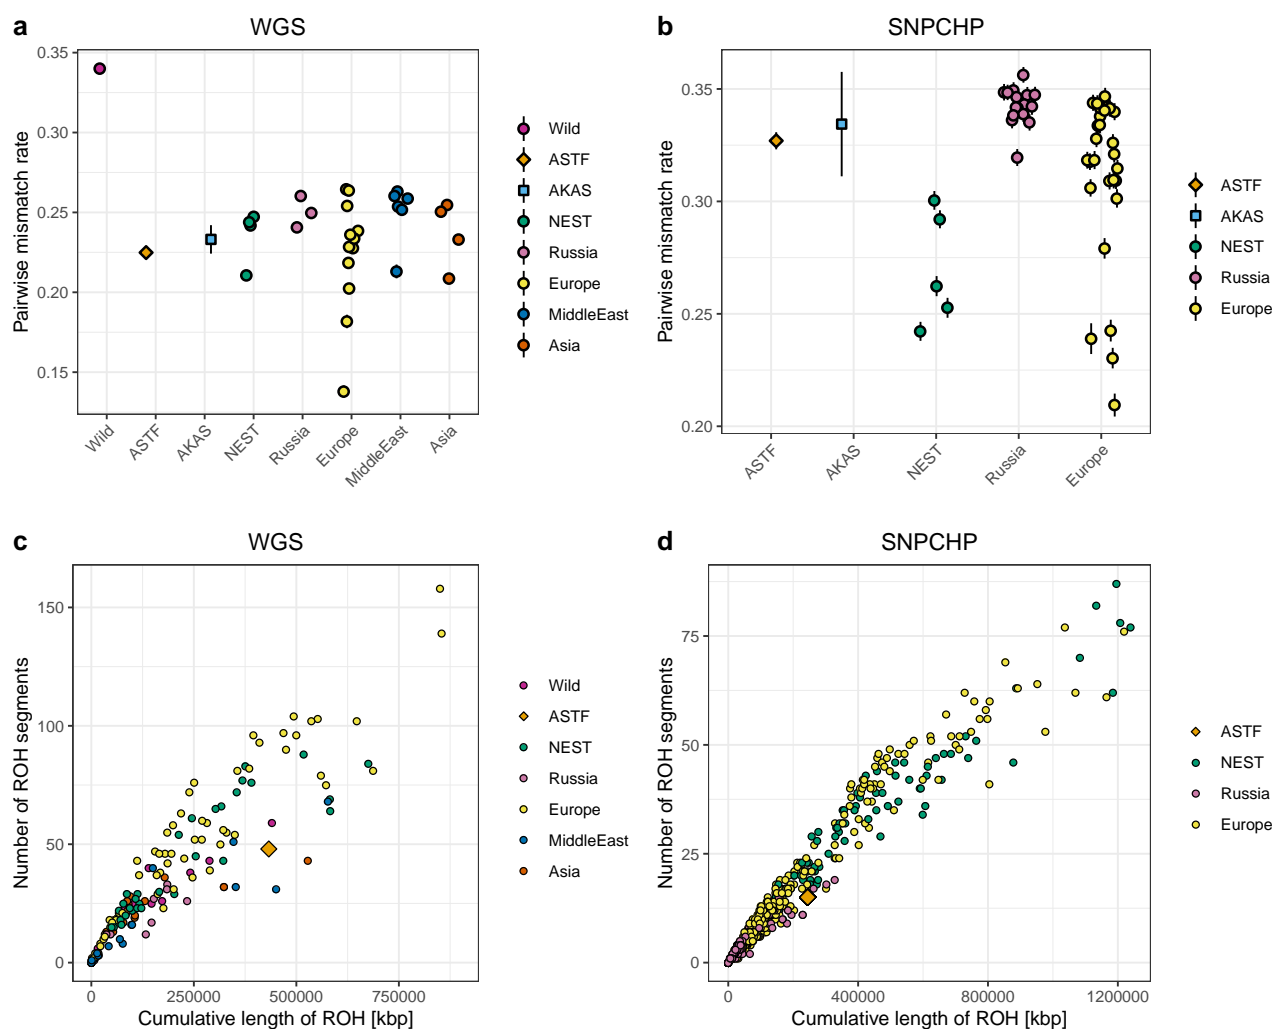 a
WGS
Pairwise mismatch rate
0.35
0.30
0.25
0.20
0.15
Wild
ASTF
AKAS
NEST
Russia
Europe
MiddleEast
Asia
Wild
ASTF
AKAS
NEST
Russia
Europe
MiddleEast
Asia
b
SNPCHP
Pairwise mismatch rate
0.35
0.30
0.25
0.20
ASTF
AKAS
NEST
Russia
Europe
ASTF
AKAS
NEST
Russia
Europe
c
WGS
Number of ROH segments
150
100
50
0
0 250000 500000 750000
Cumulative length of ROH [kbp]
Wild
ASTF
NEST
Russia
Europe
MiddleEast
Asia
d
SNPCHP
Number of ROH segments
75
50
25
0
0 400000 800000 1200000
Cumulative length of ROH [kbp]
ASTF
NEST
Russia
Europe